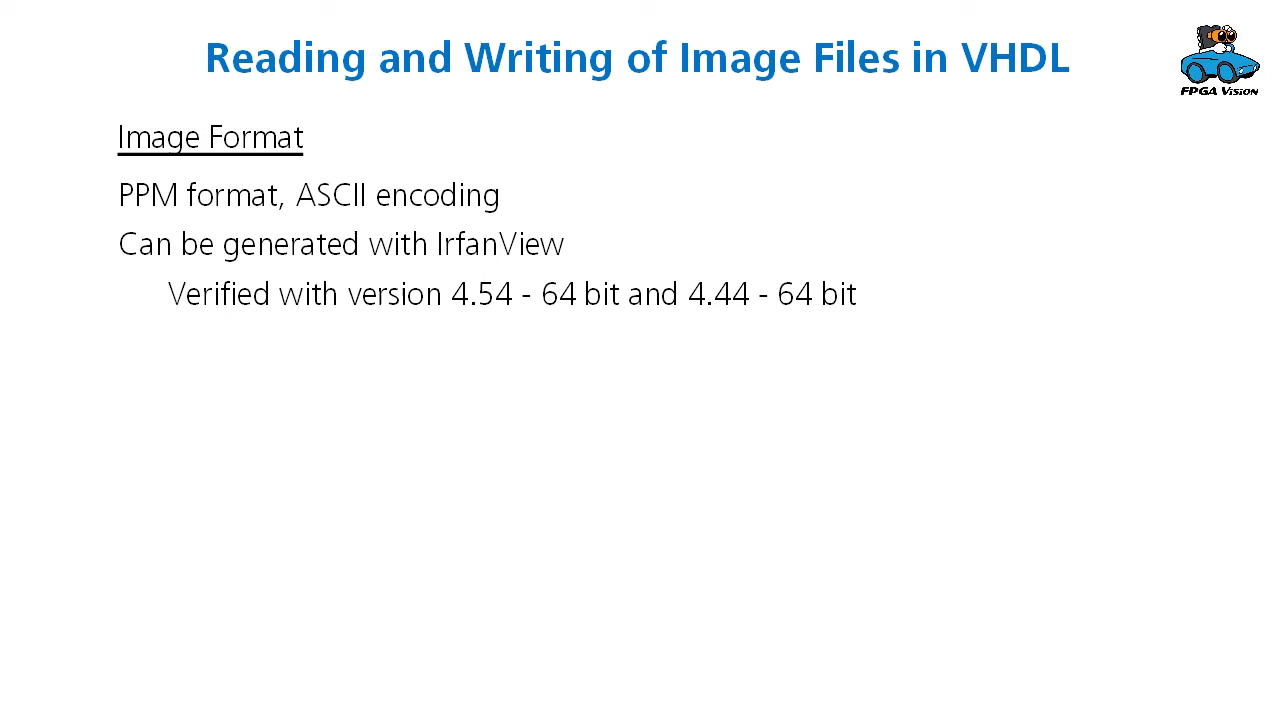 Reading and Writing of Image Files in VHDL
FPGA Vision
Image Format
PPM format, ASCII encoding
Can be generated with IrfanView
Verified with version 4.54 - 64 bit and 4.44 - 64 bit